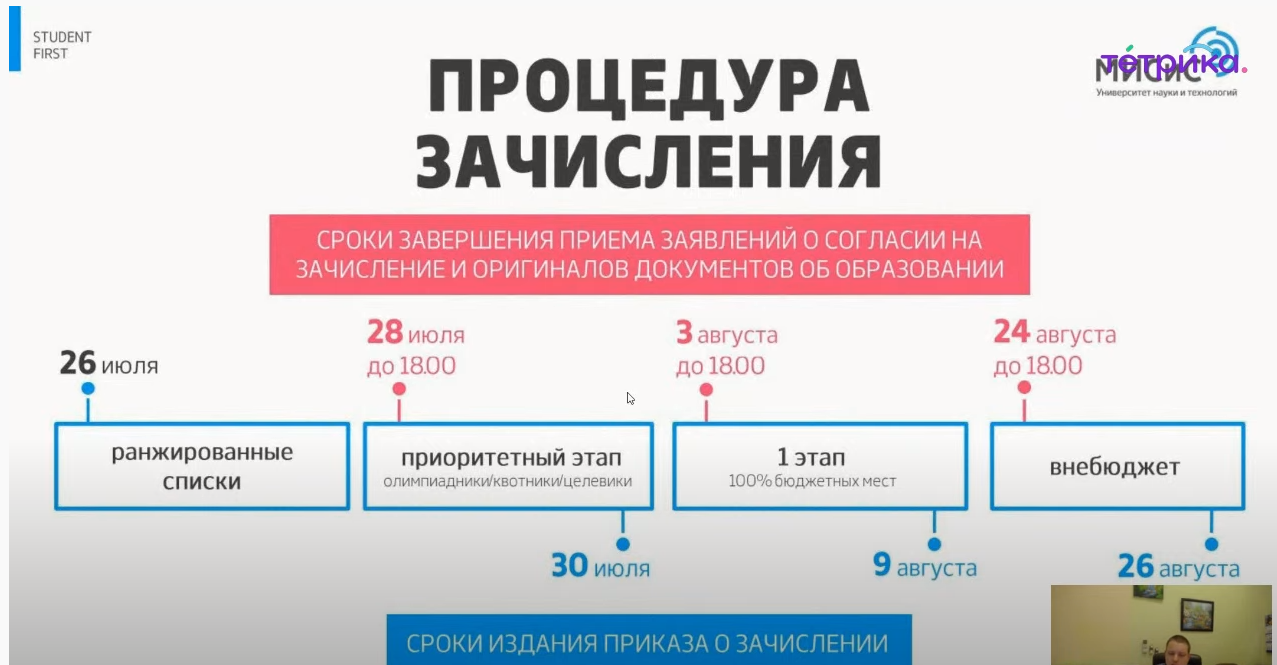 STUDENT
FIRST
тетрика.
МИСИС
Университет науки и технологий
ПРОЦЕДУРА
ЗАЧИСЛЕНИЯ
СРОКИ ЗАВЕРШЕНИЯ ПРИЕМА ЗАЯВЛЕНИЙ О СОГЛАСИИ НА
ЗАЧИСЛЕНИЕ И ОРИГИНАЛОВ ДОКУМЕНТОВ ОБ ОБРАЗОВАНИИ
26 июля
28 июля
до 18.00
3 августа
до 18.00
24 августа
до 18.00
ранжированные
списки
приоритетный этап
олимпиадники/квотники/целевики
1 этап
100% бюджетных мест
внебюджет
30 июля
9 августа
26 августа
СРОКИ ИЗДАНИЯ ПРИКАЗА О ЗАЧИСЛЕНИИ